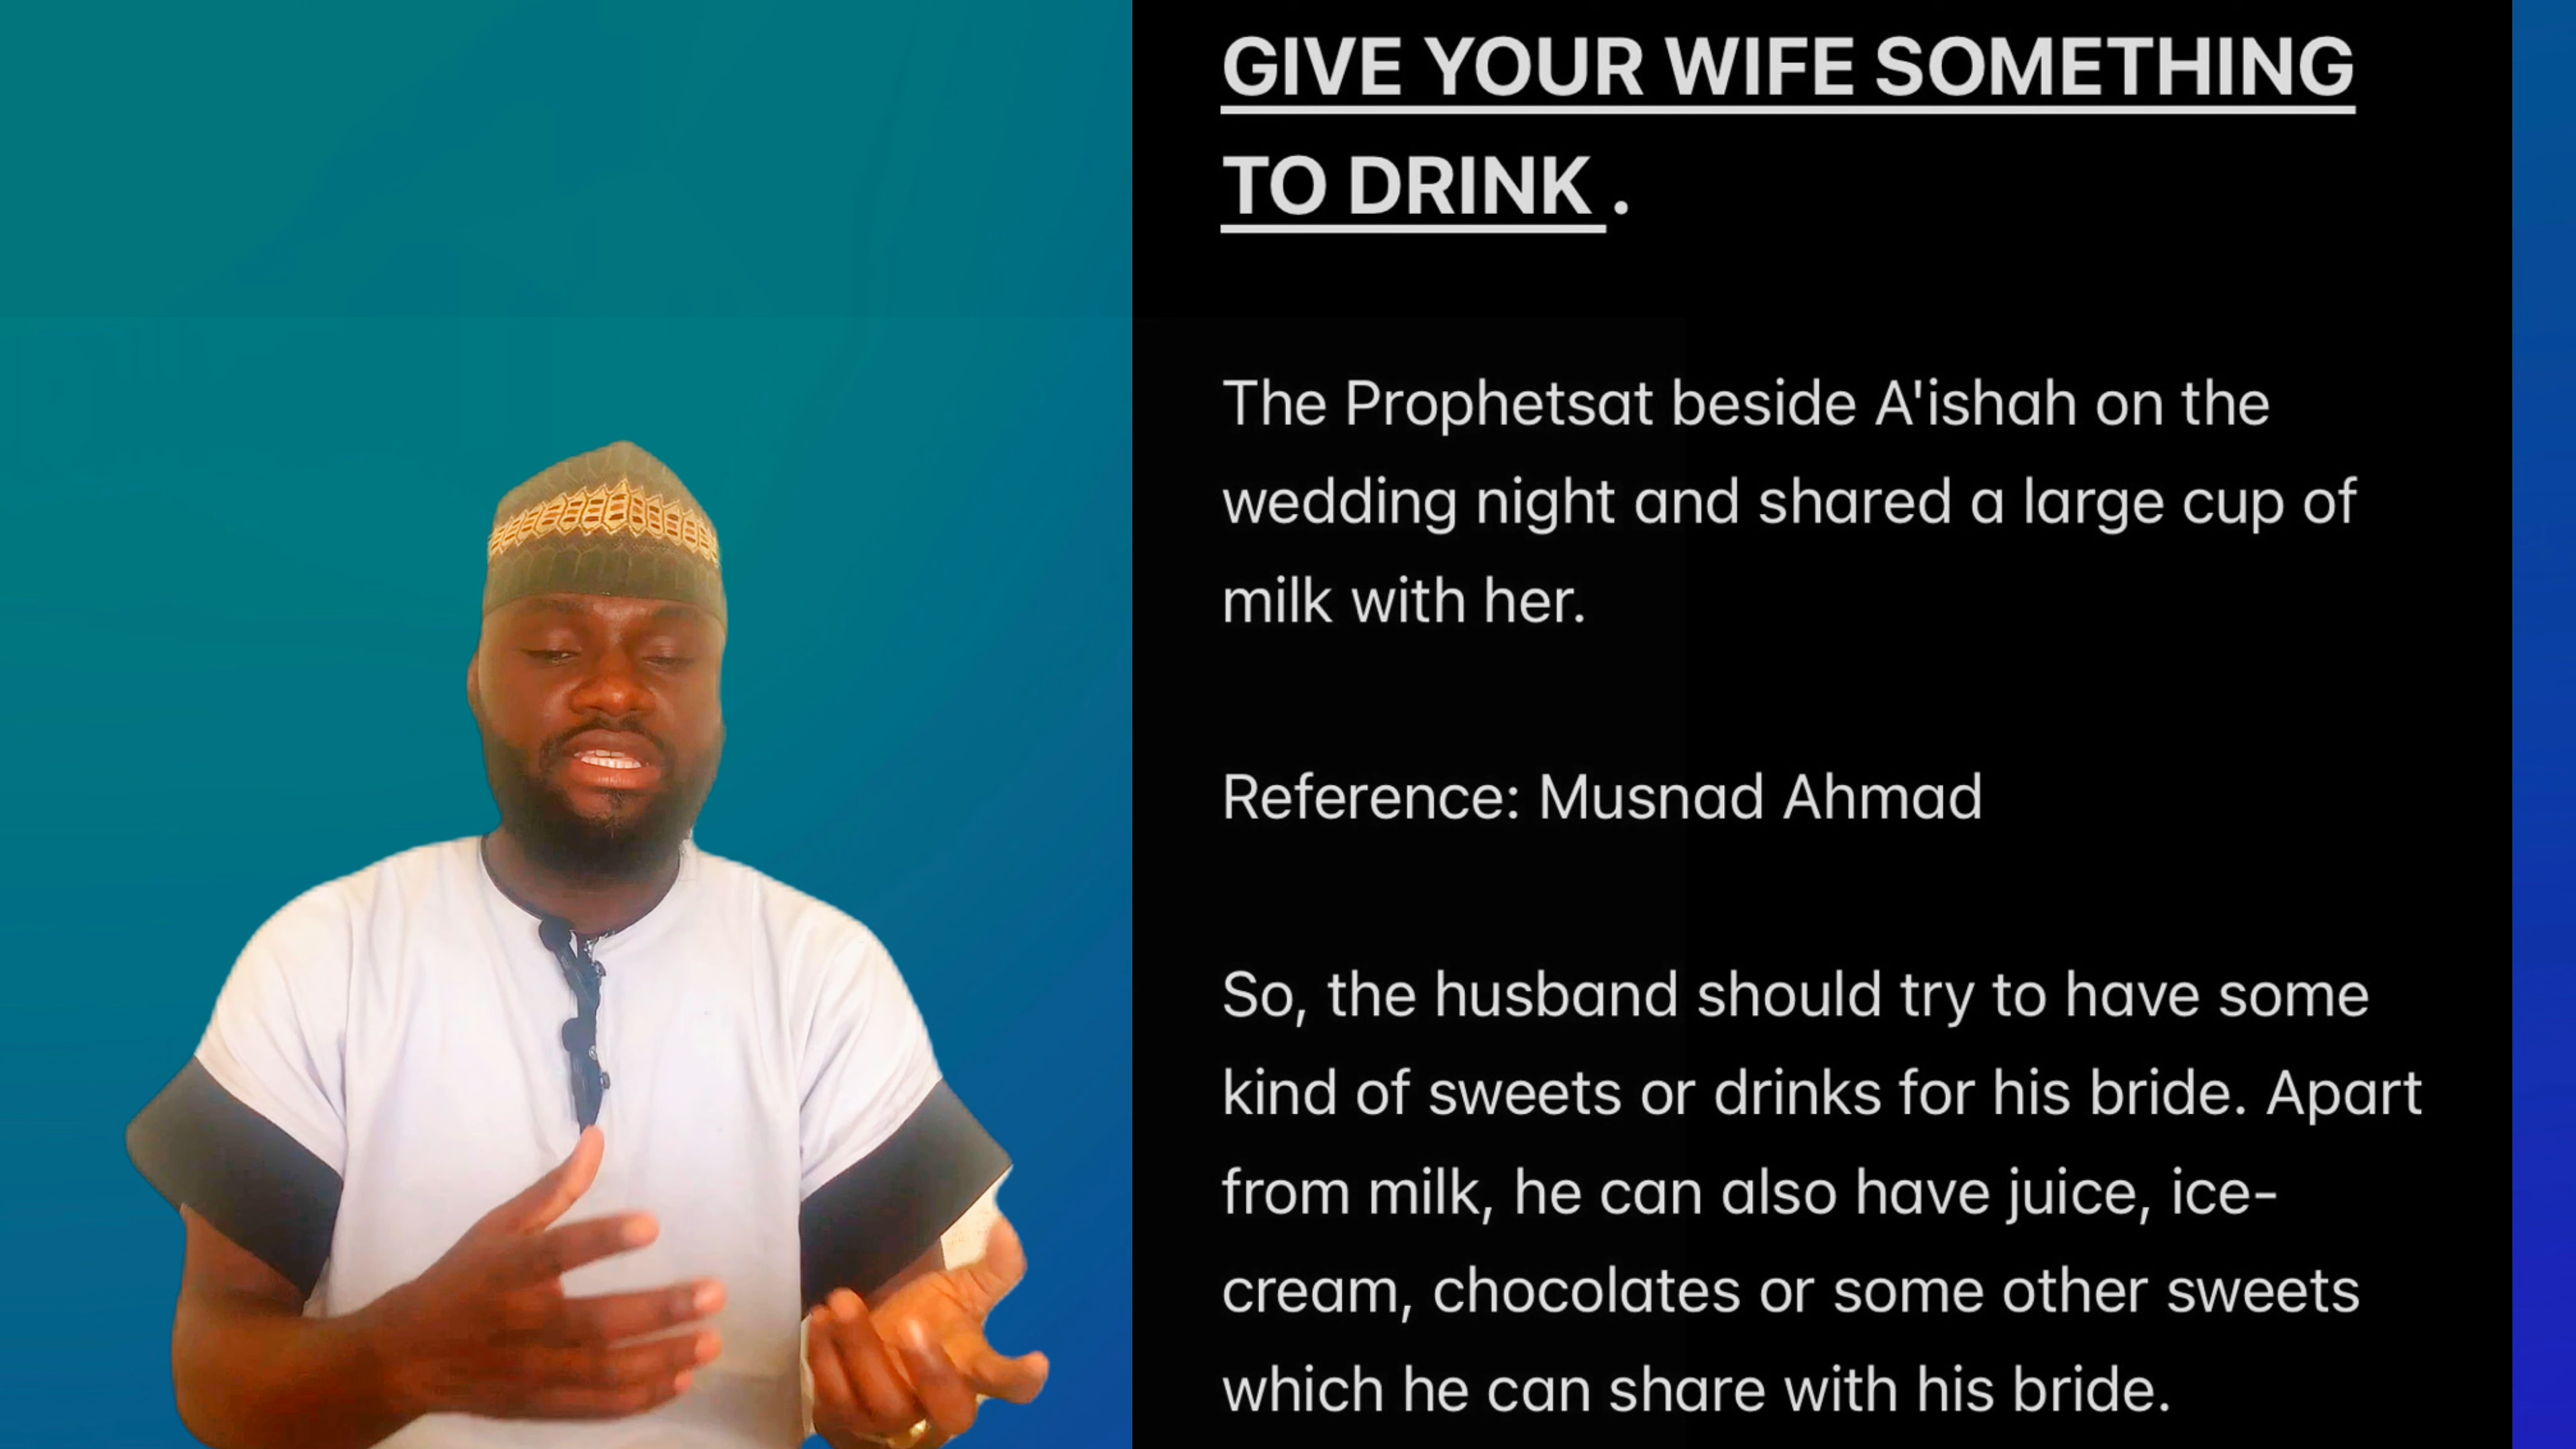 GIVE YOUR WIFE SOMETHING
TO DRINK .
The Prophetsat beside A'ishah on the
wedding night and shared a large cup of
milk with her.
Reference: Musnad Ahmad
So, the husband should try to have some
kind of sweets or drinks for his bride. Apart
from milk, he can also have juice, ice-
cream, chocolates or some other sweets
which he can share with his bride.